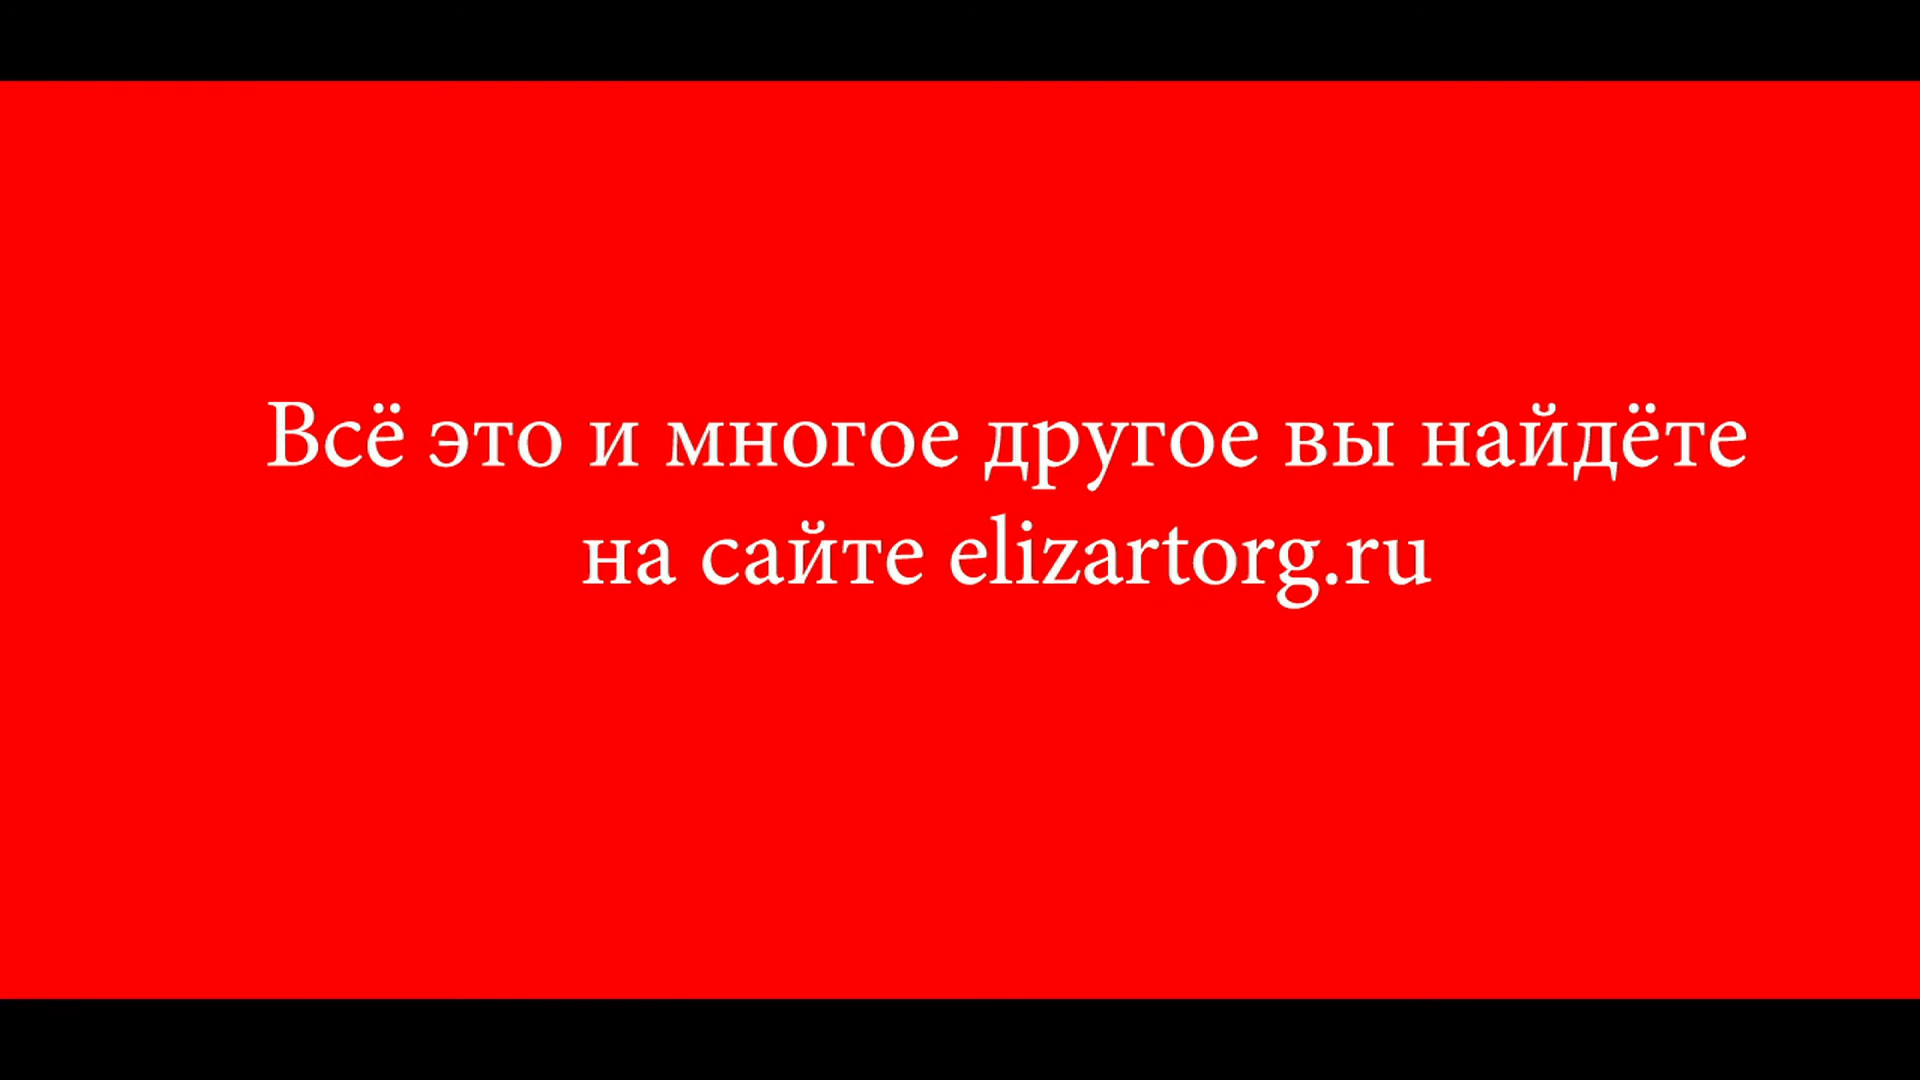 Всё это и многое другое вы найдёте
на сайте elizartorg.ru